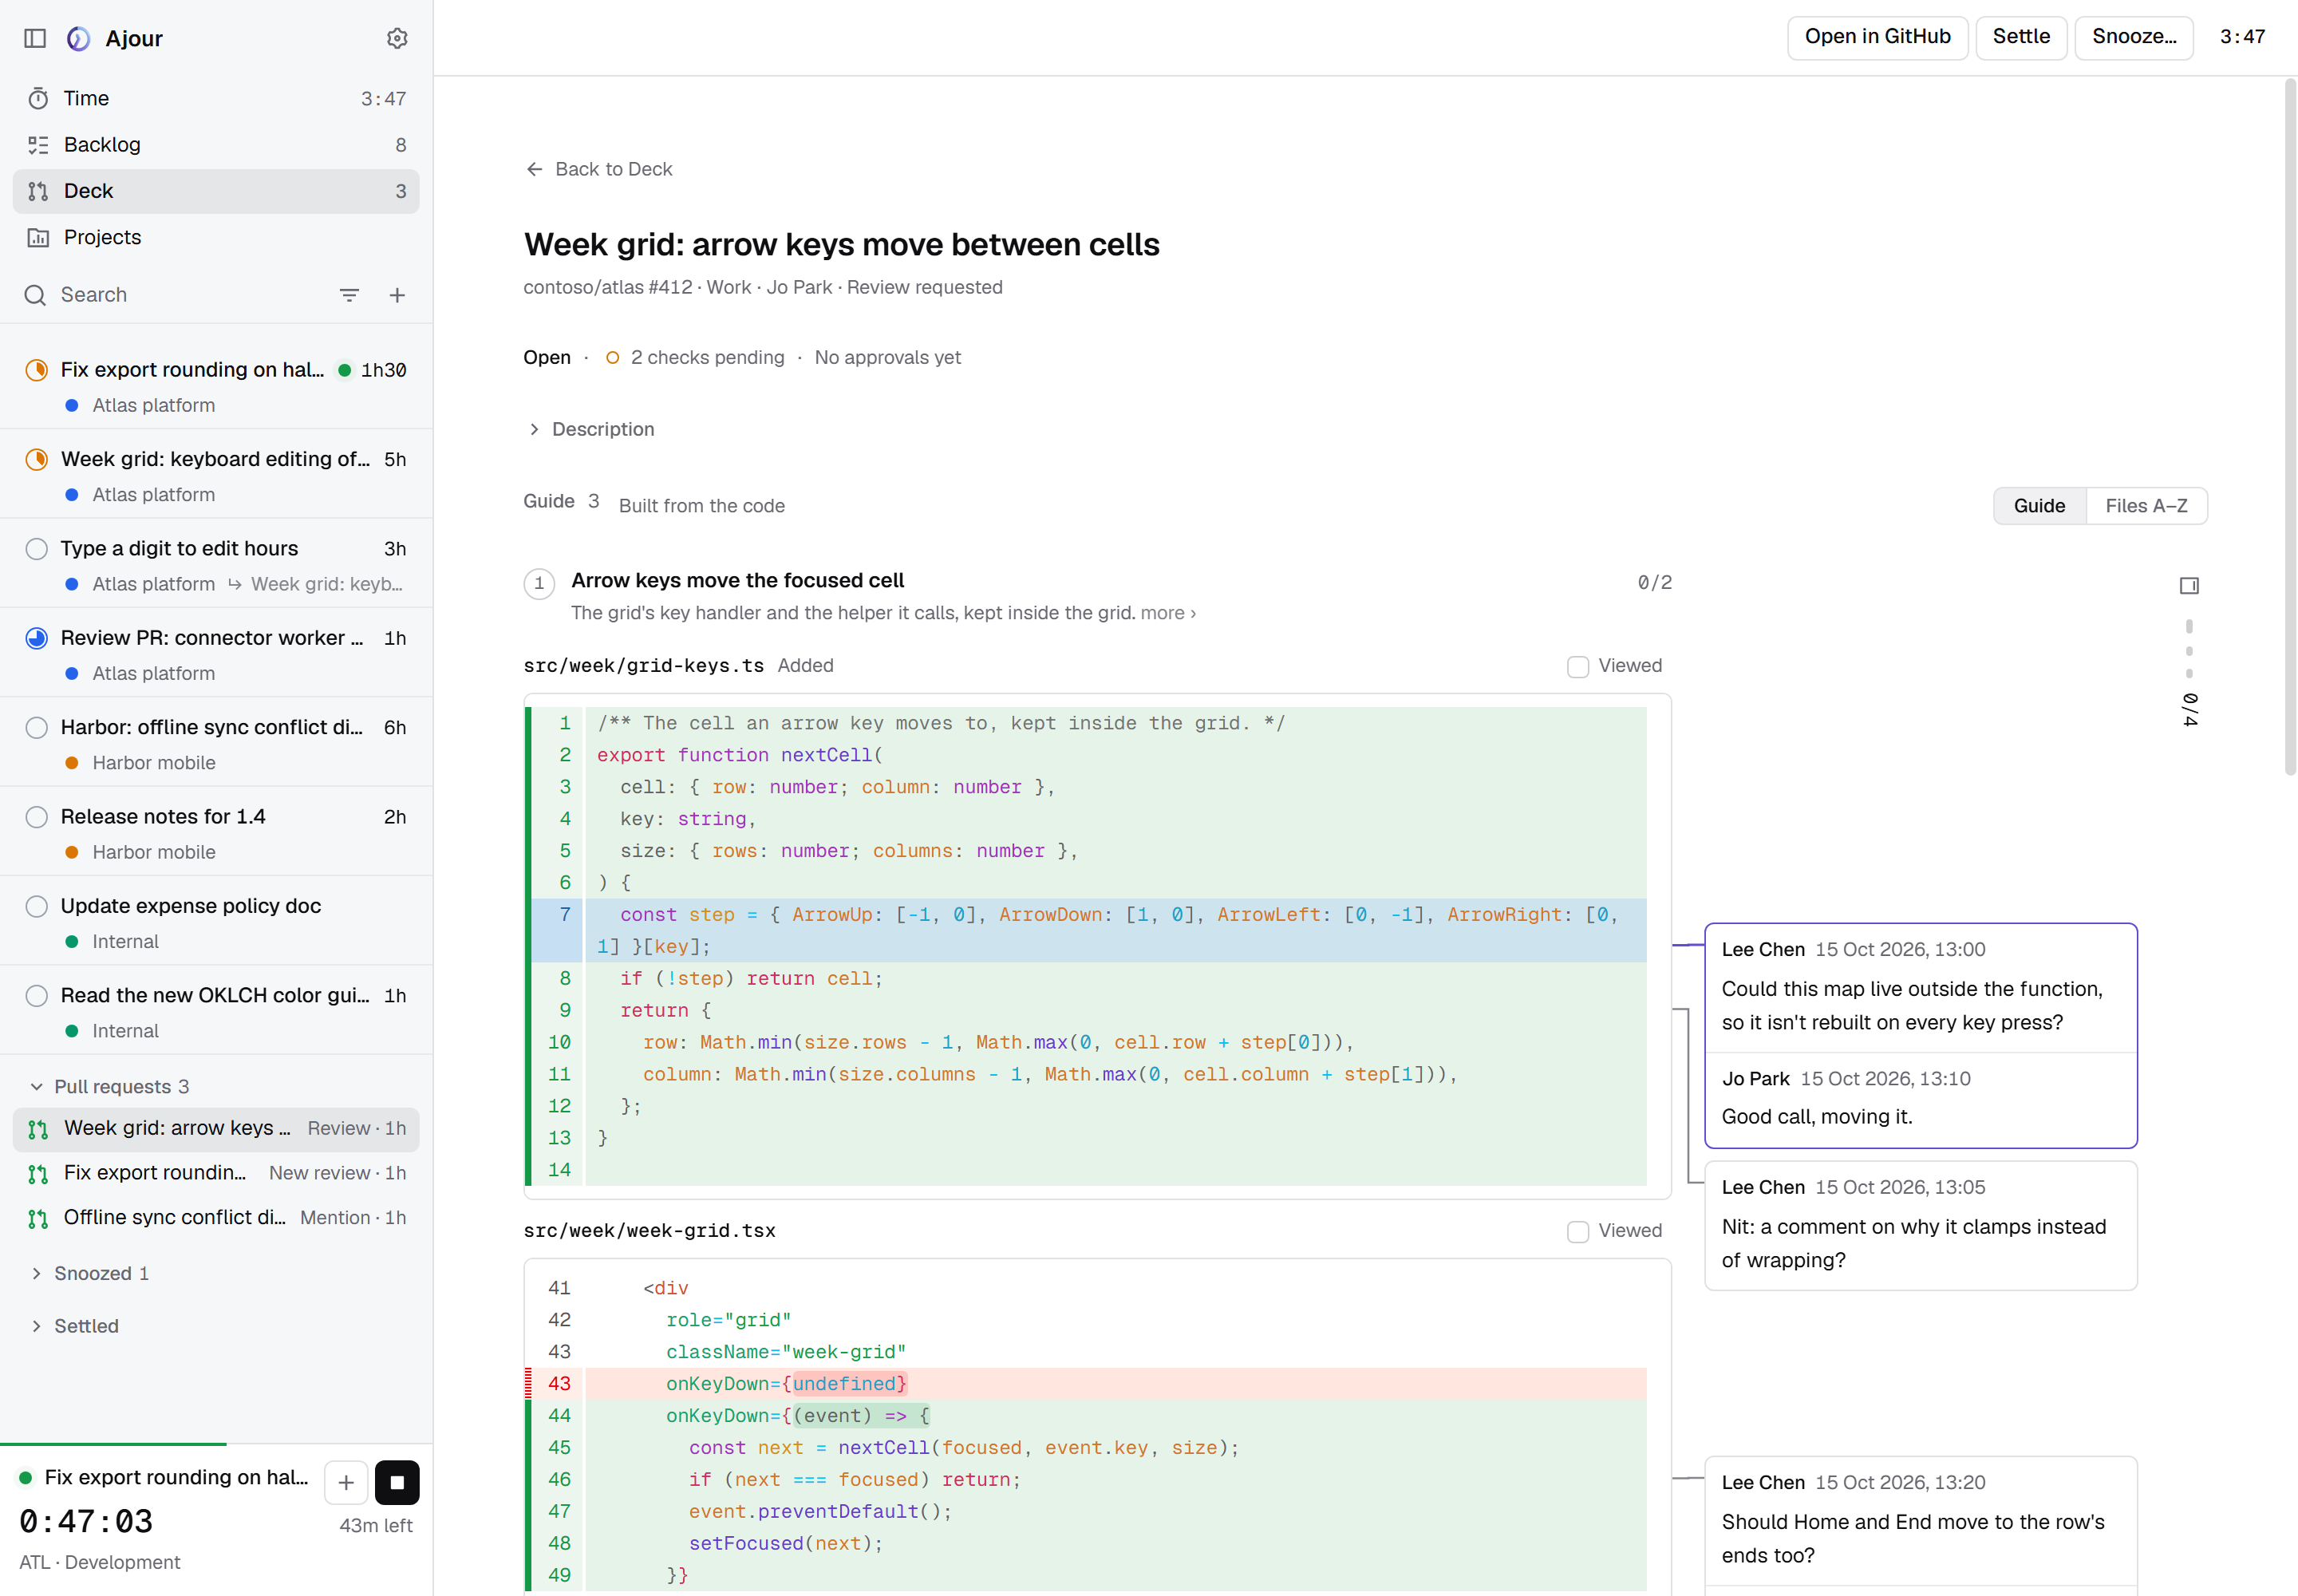 Ajour
Time 3:47
Backlog 8
Deck 3
Projects
Search
Fix export rounding on hal... 1h30
Atlas platform
Week grid: keyboard editing of... 5h
Atlas platform
Type a digit to edit hours 3h
Atlas platform ↳ Week grid: keyb...
Review PR: connector worker ... 1h
Atlas platform
Harbor: offline sync conflict di... 6h
Harbor mobile
Release notes for 1.4 2h
Harbor mobile
Update expense policy doc
Internal
Read the new OKLCH color gui... 1h
Internal
Pull requests 3
Week grid: arrow keys ... Review · 1h
Fix export roundin... New review · 1h
Offline sync conflict di... Mention · 1h
Snoozed 1
Settled
Fix export rounding on hal...
0:47:03 43m left
ATL · Development
Open in GitHub Settle Snooze... 3:47
← Back to Deck
Week grid: arrow keys move between cells
contoso/atlas #412 · Work · Jo Park · Review requested
Open · 2 checks pending · No approvals yet
Description
Guide 3 Built from the code Guide Files A–Z
1 Arrow keys move the focused cell 0/2
The grid's key handler and the helper it calls, kept inside the grid. more ›
0/4
src/week/grid-keys.ts Added Viewed
1 /** The cell an arrow key moves to, kept inside the grid. */
2 export function nextCell(
3 cell: { row: number; column: number },
4 key: string,
5 size: { rows: number; columns: number },
6 ) {
7 const step = { ArrowUp: [-1, 0], ArrowDown: [1, 0], ArrowLeft: [0, -1], ArrowRight: [0,
1] }[key];
8 if (!step) return cell;
9 return {
10 row: Math.min(size.rows - 1, Math.max(0, cell.row + step[0])),
11 column: Math.min(size.columns - 1, Math.max(0, cell.column + step[1])),
12 };
13 }
14
Lee Chen 15 Oct 2026, 13:00
Could this map live outside the function,
so it isn't rebuilt on every key press?
Jo Park 15 Oct 2026, 13:10
Good call, moving it.
Lee Chen 15 Oct 2026, 13:05
Nit: a comment on why it clamps instead
of wrapping?
src/week/week-grid.tsx Viewed
41 <div
42 role="grid"
43 className="week-grid"
43 onKeyDown={undefined}
44 onKeyDown={(event) => {
45 const next = nextCell(focused, event.key, size);
46 if (next === focused) return;
47 event.preventDefault();
48 setFocused(next);
49 }}
Lee Chen 15 Oct 2026, 13:20
Should Home and End move to the row's
ends too?